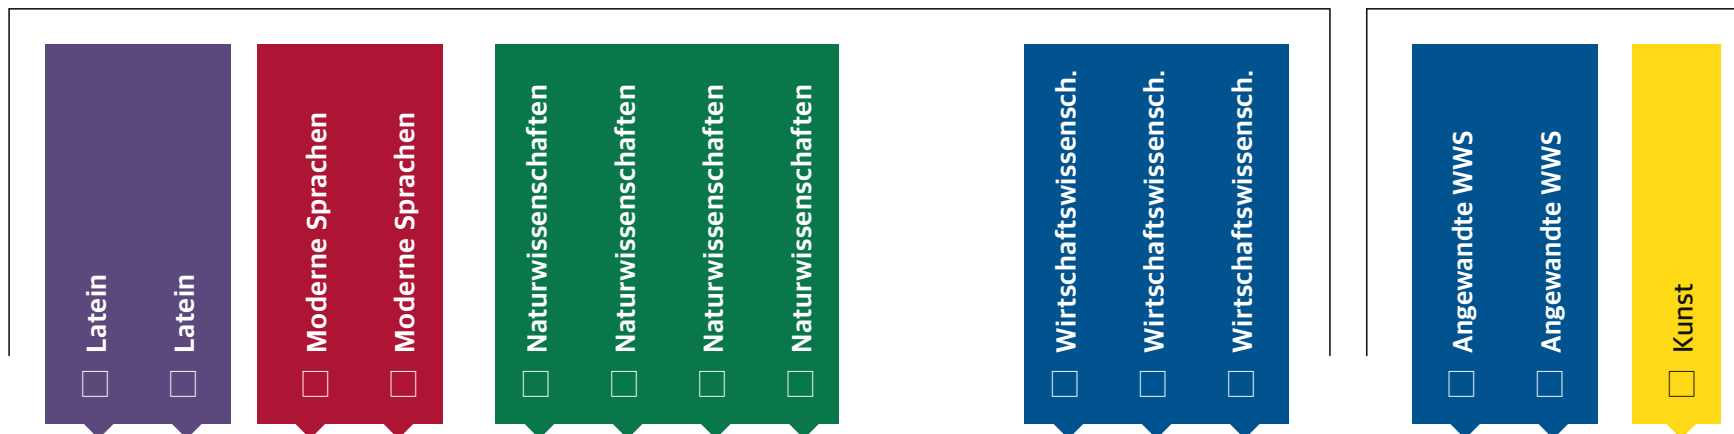 Latein
Latein
Moderne Sprachen
Moderne Sprachen
Naturwissenschaften
Naturwissenschaften
Naturwissenschaften
Naturwissenschaften
Wirtschaftswissensch.
Wirtschaftswissensch.
Wirtschaftswissensch.
Angewandte WWS
Angewandte WWS
Kunst